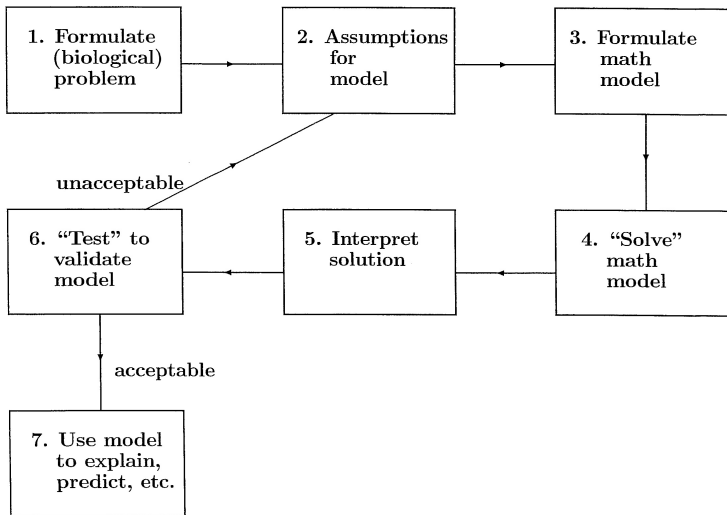 1. Formulate
(biological)
problem
2. Assumptions
for
model
3. Formulate
math
model
unacceptable
6. “Test” to
validate
model
5. Interpret
solution
4. “Solve”
math
model
acceptable
7. Use model
to explain,
predict, etc.